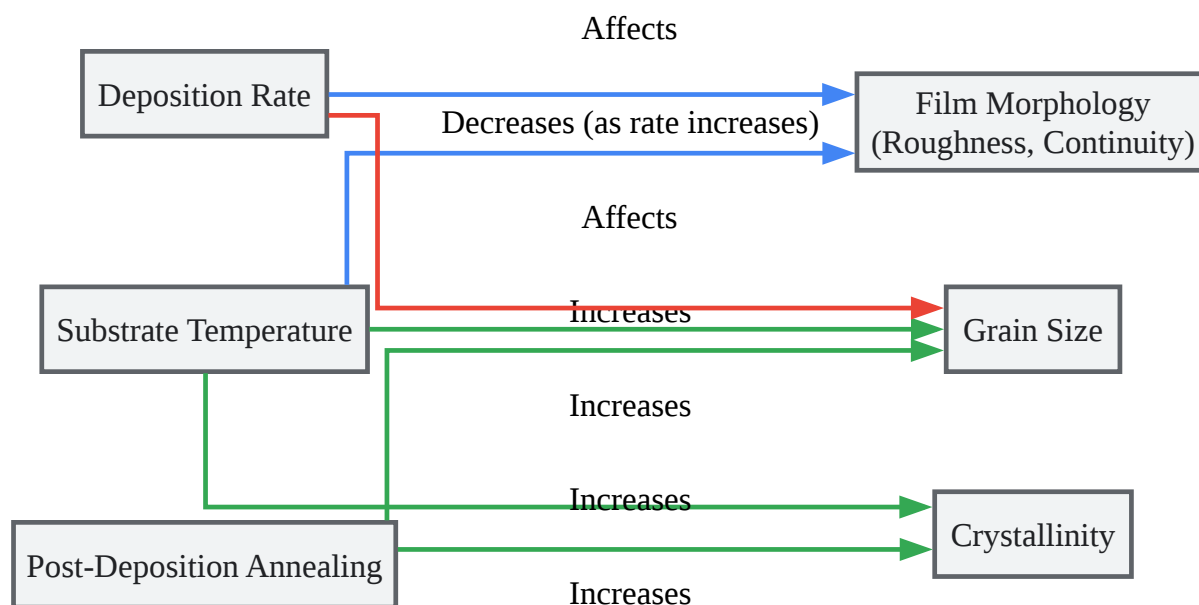 Affects
Deposition Rate
Film Morphology
(Roughness, Continuity)
Decreases (as rate increases)
Affects
Increases
Substrate Temperature
Grain Size
Increases
Increases
Crystallinity
Post-Deposition Annealing
Increases